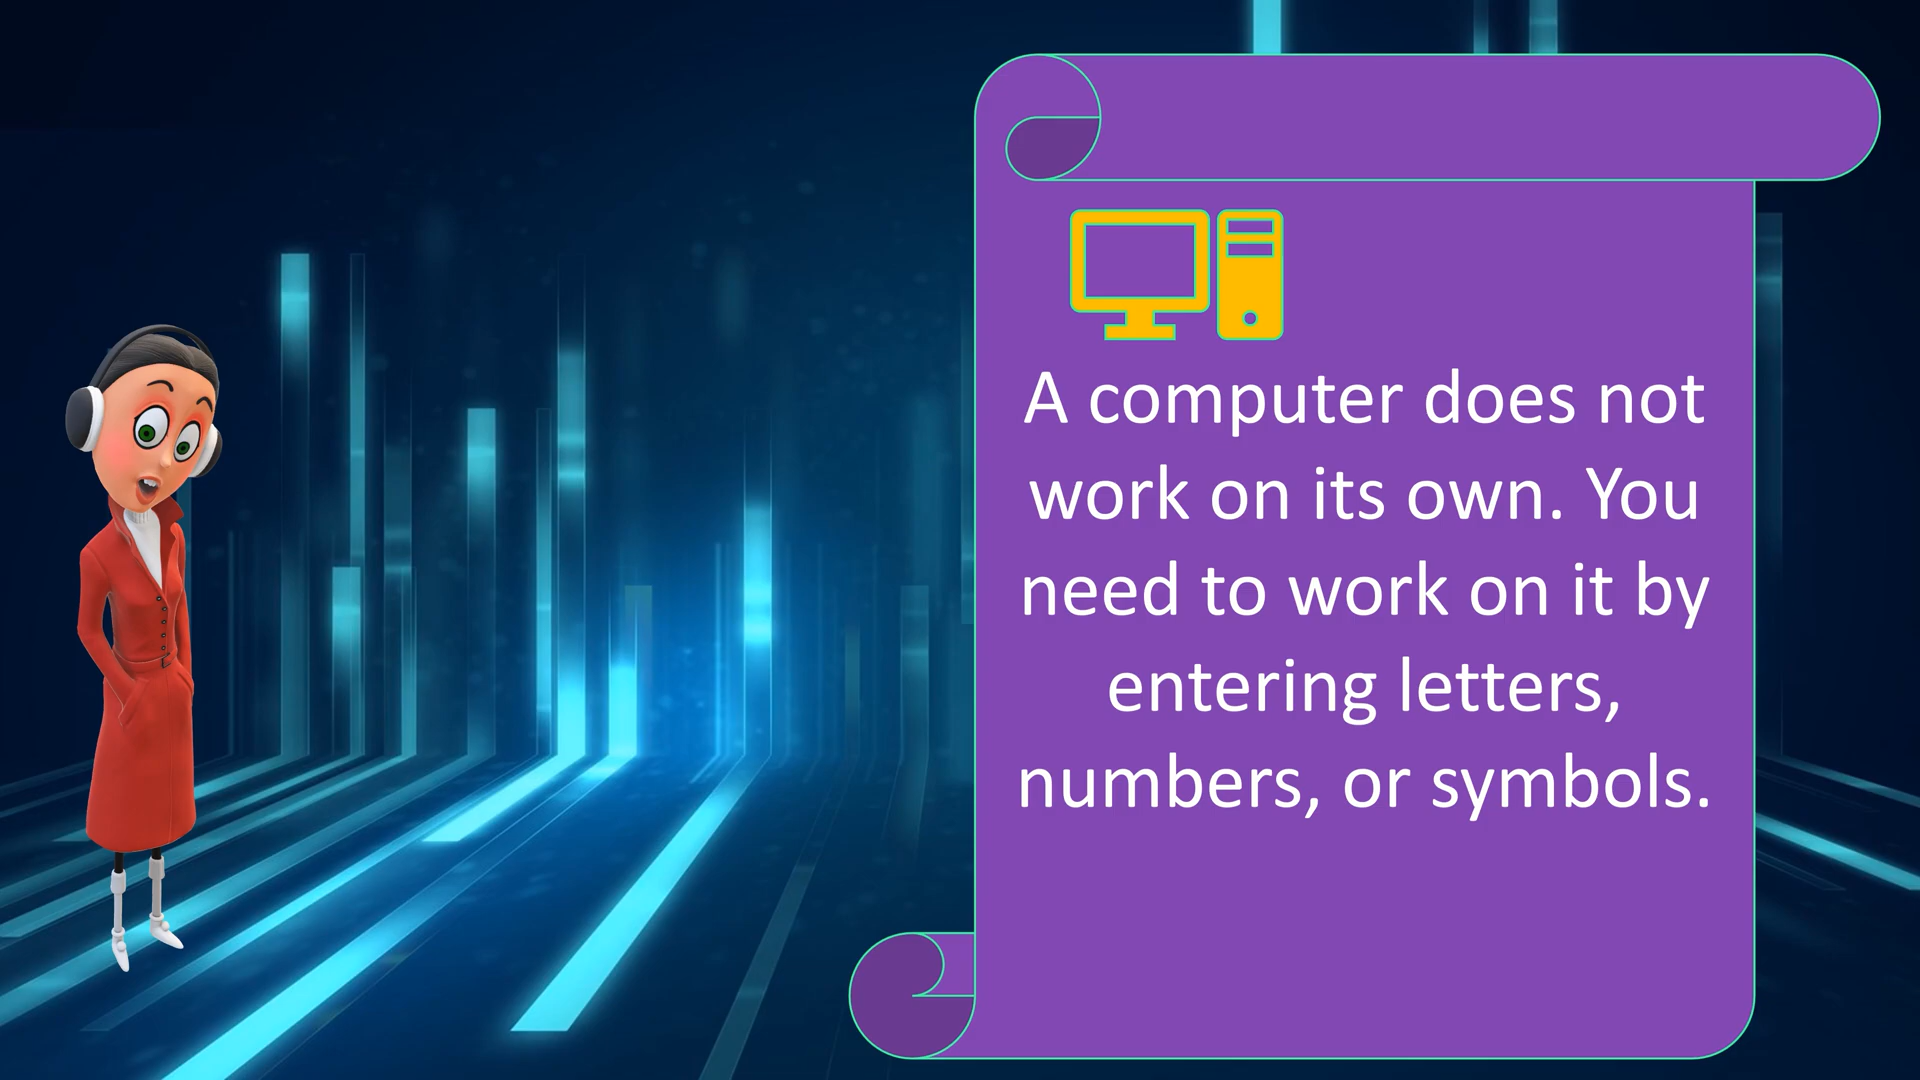 A computer does not
work on its own. You
need to work on it by
entering letters,
numbers, or symbols.